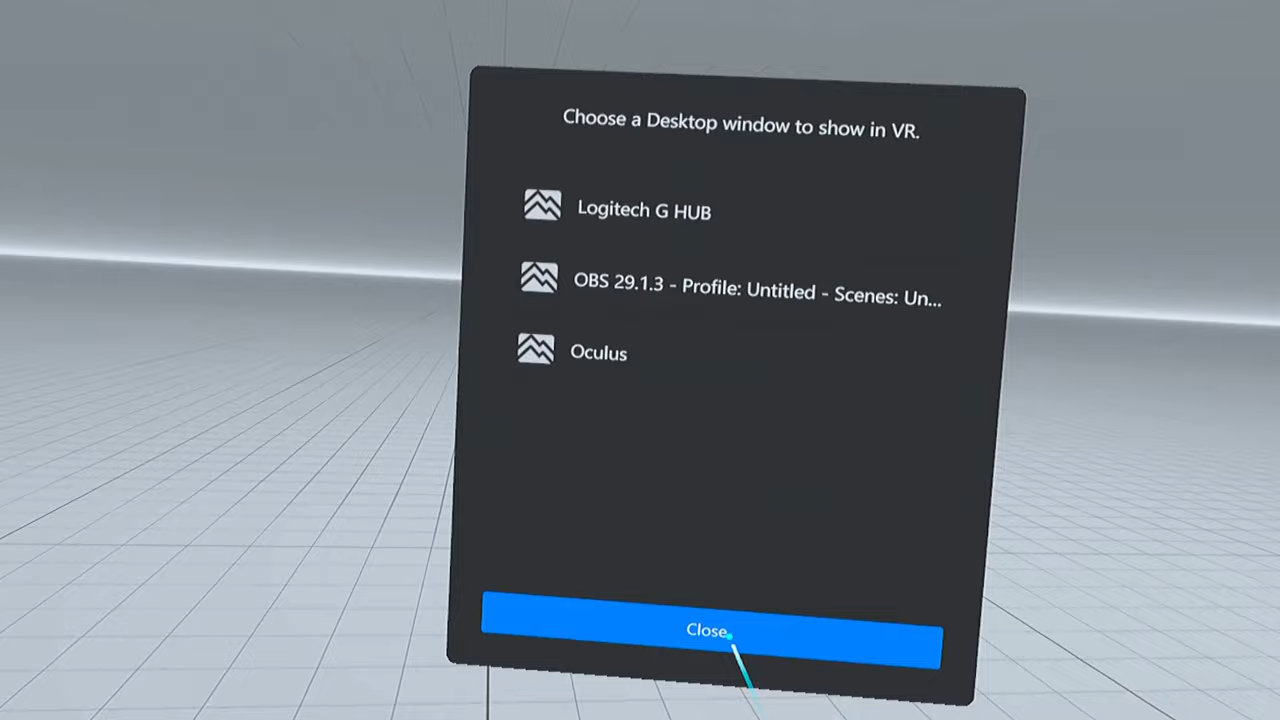 Choose a Desktop window to show in VR.
Logitech G HUB
OBS 29.1.3 - Profile: Untitled - Scenes: Un...
Oculus
Close